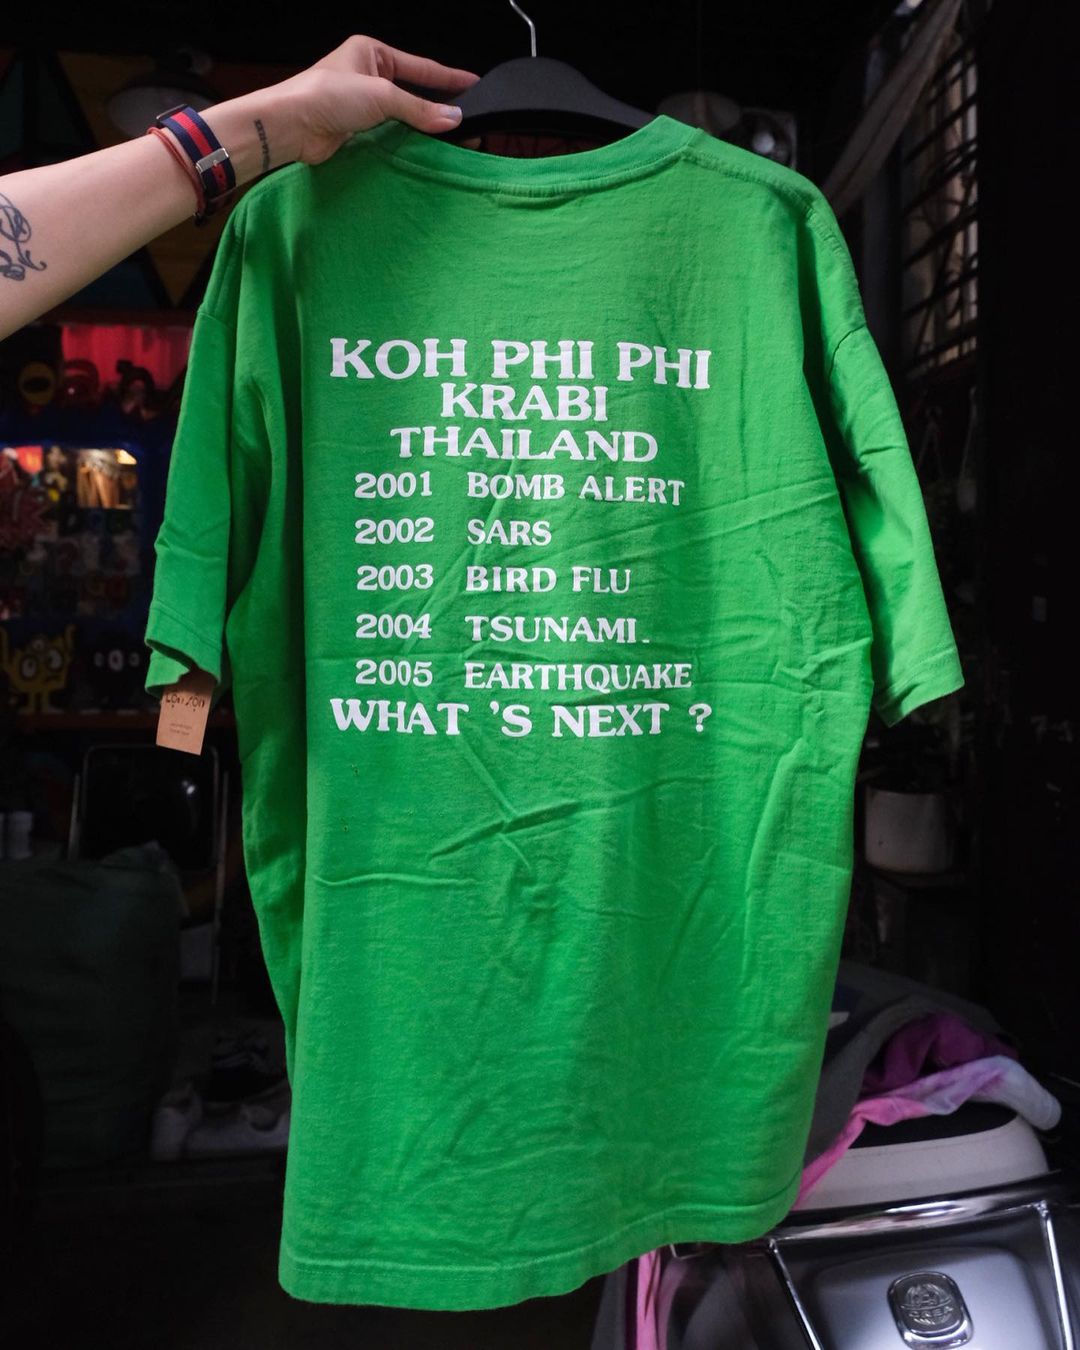 KOH PHI PHI
KRABI
THAILAND
2001 BOMB ALERT
2002 SARS
2003 BIRD FLU
2004 TSUNAMI.
2005 EARTHQUAKE
WHAT 'S NEXT ?